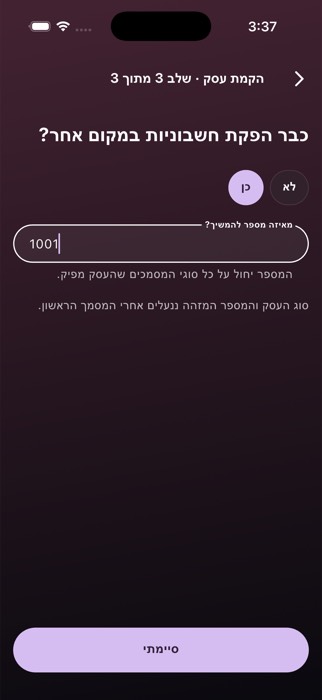 3:37
הקמת עסק · שלב 3 מתוך 3
כבר הפקת חשבוניות במקום אחר?
לא
כן
מאיזה מספר להמשיך?
1001
המספר יחול על כל סוגי המסמכים שהעסק מפיק.
סוג העסק והמספר המזהה ננעלים אחרי המסמך הראשון.
סיימתי